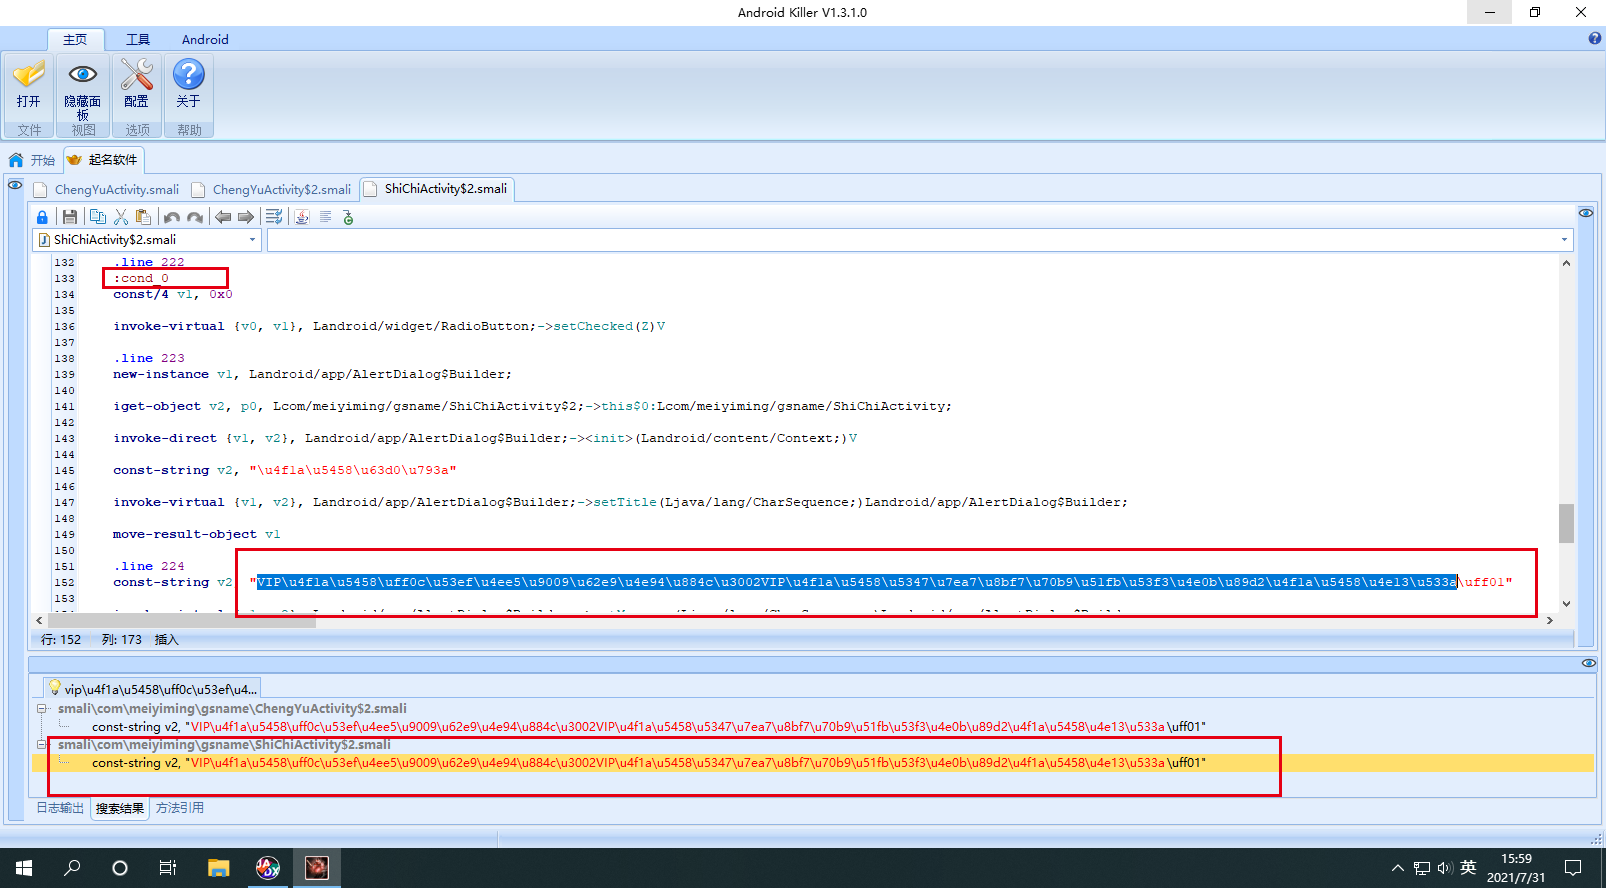 Android Killer V1.3.1.0
主页 工具 Android
打开 隐藏面板 配置 关于
文件 视图 选项 帮助
开始 起名软件
ChengYuActivity.smali ChengYuActivity$2.smali ShiChiActivity$2.smali
ShiChiActivity$2.smali
132 .line 222
133 :cond_0
134 const/4 v1, 0x0
135
136 invoke-virtual {v0, v1}, Landroid/widget/RadioButton;->setChecked(Z)V
137
138 .line 223
139 new-instance v1, Landroid/app/AlertDialog$Builder;
140
141 iget-object v2, p0, Lcom/meiyiming/gsname/ShiChiActivity$2;->this$0:Lcom/meiyiming/gsname/ShiChiActivity;
142
143 invoke-direct {v1, v2}, Landroid/app/AlertDialog$Builder;-><init>(Landroid/content/Context;)V
144
145 const-string v2, "\u4f1a\u5458\u63d0\u793a"
146
147 invoke-virtual {v1, v2}, Landroid/app/AlertDialog$Builder;->setTitle(Ljava/lang/CharSequence;)Landroid/app/AlertDialog$Builder;
148
149 move-result-object v1
150
151 .line 224
152 const-string v2 "VIP\u4f1a\u5458\uff0c\u53ef\u4ee5\u9009\u62e9\u4e94\u884c\u3002VIP\u4f1a\u5458\u5347\u7ea7\u8bf7\u70b9\u51fb\u53f3\u4e0b\u89d2\u4f1a\u5458\u4e13\u533a\uff01"
153
行: 152 列: 173 插入
vip\u4f1a\u5458\uff0c\u53ef\u4...
smali\com\meiyiming\gsname\ChengYuActivity$2.smali
const-string v2, "VIP\u4f1a\u5458\uff0c\u53ef\u4ee5\u9009\u62e9\u4e94\u884c\u3002VIP\u4f1a\u5458\u5347\u7ea7\u8bf7\u70b9\u51fb\u53f3\u4e0b\u89d2\u4f1a\u5458\u4e13\u533a\uff01"
smali\com\meiyiming\gsname\ShiChiActivity$2.smali
const-string v2, "VIP\u4f1a\u5458\uff0c\u53ef\u4ee5\u9009\u62e9\u4e94\u884c\u3002VIP\u4f1a\u5458\u5347\u7ea7\u8bf7\u70b9\u51fb\u53f3\u4e0b\u89d2\u4f1a\u5458\u4e13\u533a\uff01"
日志输出 搜索结果 方法引用
英 15:59
2021/7/31